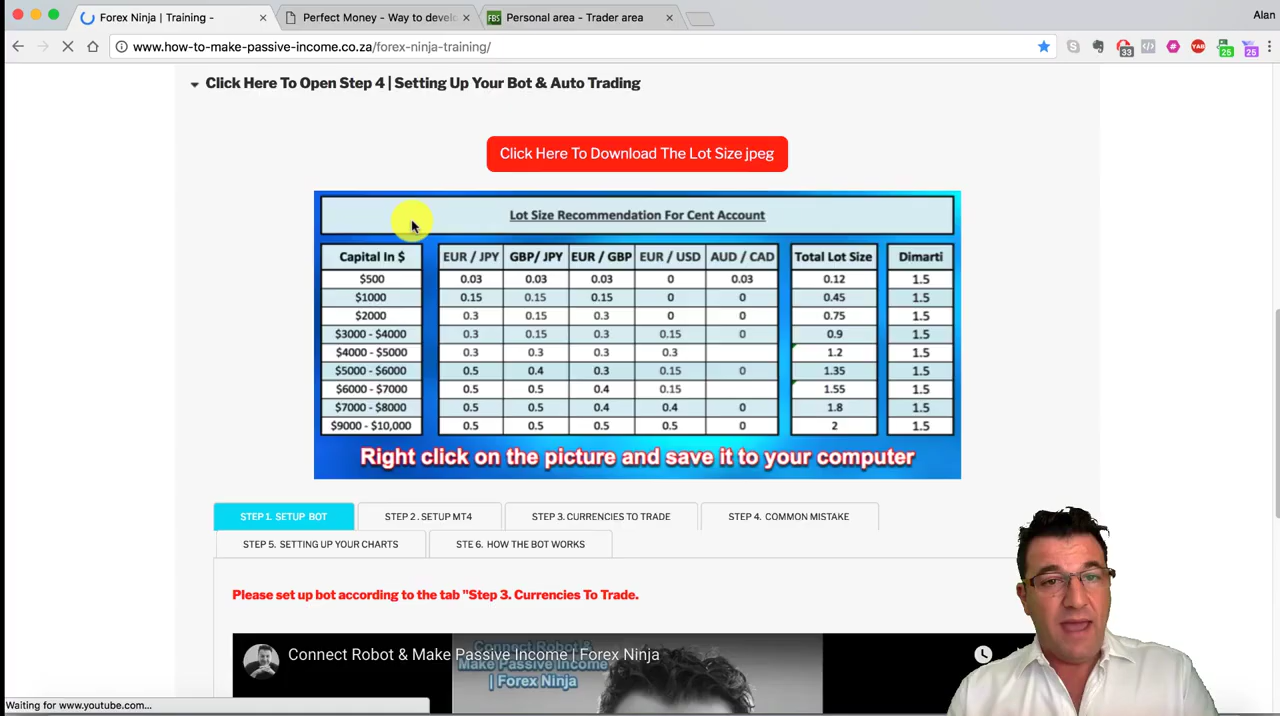 Forex Ninja | Training -
Perfect Money - Way to develo
FBS Personal area - Trader area
Alan
www.how-to-make-passive-income.co.za/forex-ninja-training/
33
25
25
Click Here To Open Step 4 | Setting Up Your Bot & Auto Trading
Click Here To Download The Lot Size jpeg
Lot Size Recommendation For Cent Account
Capital In $ EUR / JPY GBP/ JPY EUR / GBP EUR / USD AUD / CAD Total Lot Size Dimarti
$500 0.03 0.03 0.03 0 0.03 0.12 1.5
$1000 0.15 0.15 0.15 0 0 0.45 1.5
$2000 0.3 0.15 0.3 0 0 0.75 1.5
$3000 - $4000 0.3 0.15 0.3 0.15 0 0.9 1.5
$4000 - $5000 0.3 0.3 0.3 0.3 1.2 1.5
$5000 - $6000 0.5 0.4 0.3 0.15 0 1.35 1.5
$6000 - $7000 0.5 0.5 0.4 0.15 1.55 1.5
$7000 - $8000 0.5 0.5 0.4 0.4 0 1.8 1.5
$9000 - $10,000 0.5 0.5 0.5 0.5 0 2 1.5
Right click on the picture and save it to your computer
STEP 1. SETUP BOT STEP 2 . SETUP MT4 STEP 3. CURRENCIES TO TRADE STEP 4. COMMON MISTAKE
STEP 5. SETTING UP YOUR CHARTS STE 6. HOW THE BOT WORKS
Please set up bot according to the tab "Step 3. Currencies To Trade.
Connect Robot & Make Passive Income | Forex Ninja
Connect Robot &
Make Passive Income
| Forex Ninja
Waiting for www.youtube.com...